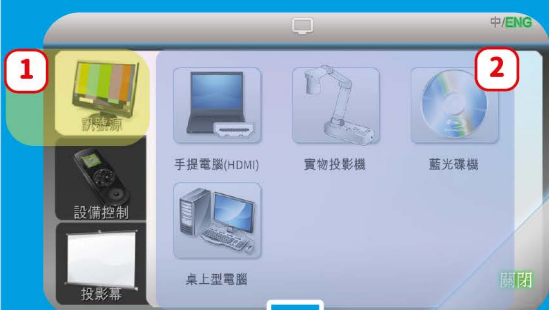 中/ENG
1
2
訊號源
手提電腦(HDMI)
實物投影機
藍光碟機
設備控制
桌上型電腦
投影幕
關閉